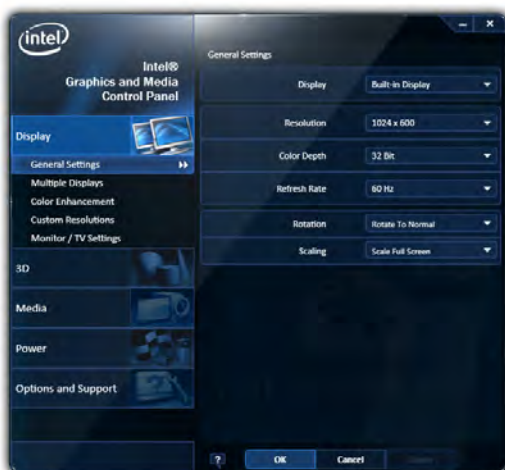 intel
Intel®
Graphics and Media
Control Panel
Display
General Settings
Multiple Displays
Color Enhancement
Custom Resolutions
Monitor / TV Settings
3D
Media
Power
Options and Support
General Settings
Display Built-in Display
Resolution 1024 x 600
Color Depth 32 Bit
Refresh Rate 60 Hz
Rotation Rotate To Normal
Scaling Scale Full Screen
? OK Cancel